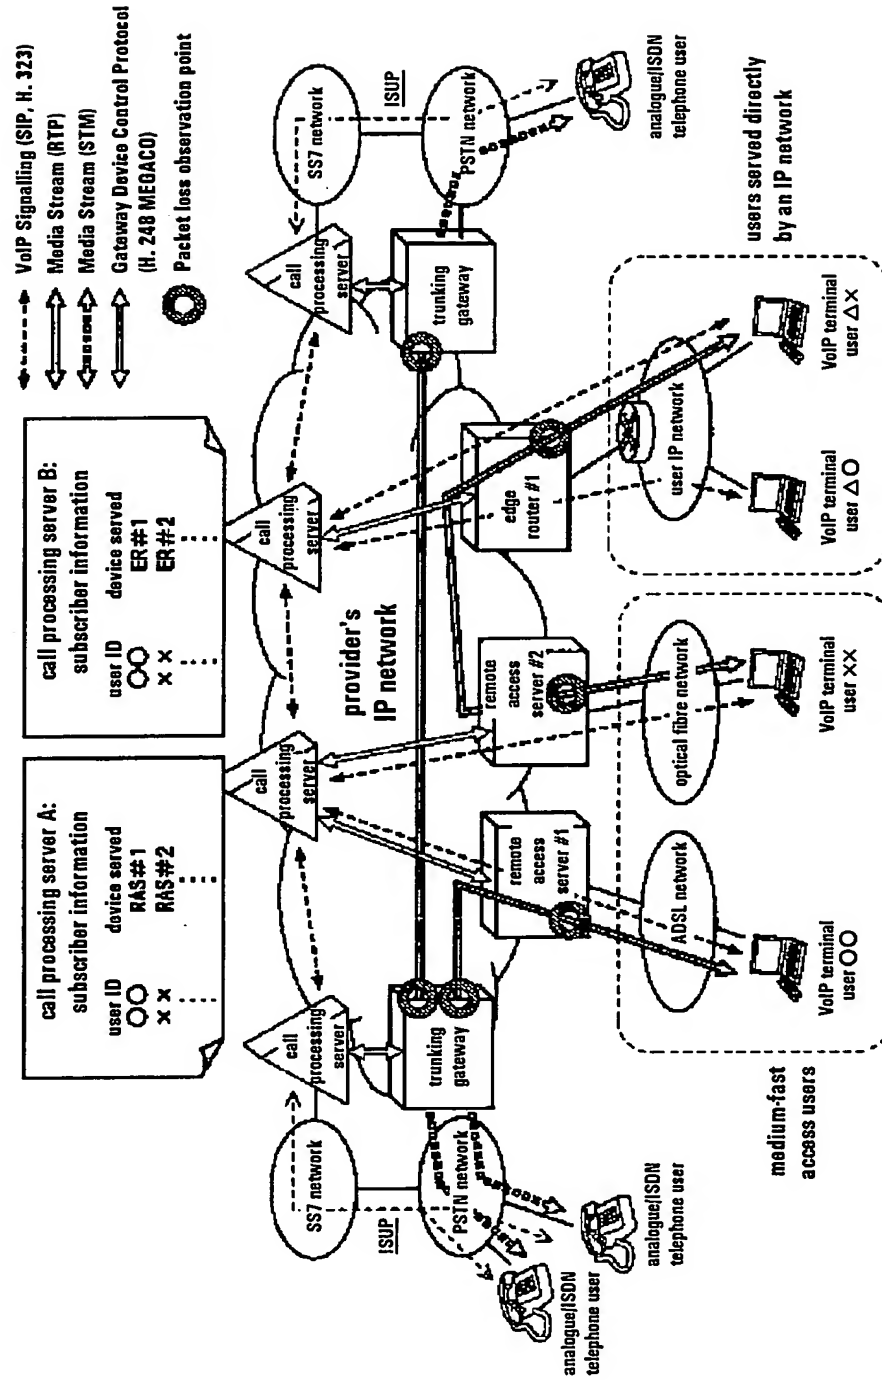 call processing server A:
subscriber information
user ID device served
○○ RAS#1
×× RAS#2
call processing server B:
subscriber information
user ID device served
○○ ER#1
×× ER#2
VoIP Signalling (SIP, H. 323)
Media Stream (RTP)
Media Stream (STM)
Gateway Device Control Protocol
(H. 248 MEGACO)
Packet loss observation point
SS7 network
call
processing
server
call
processing
server
call
processing
server
call
processing
server
SS7 network
ISUP
ISUP
provider's
IP network
PSTN network
trunking
gateway
remote
access
server #1
remote
access
server #2
edge
router #1
trunking
gateway
PSTN network
analogue/ISDN
telephone user
analogue/ISDN
telephone user
analogue/ISDN
telephone user
ADSL network
optical fibre network
user IP network
VoIP terminal
user ○○
VoIP terminal
user ××
VoIP terminal
user △○
VoIP terminal
user △×
medium-fast
access users
users served directly
by an IP network